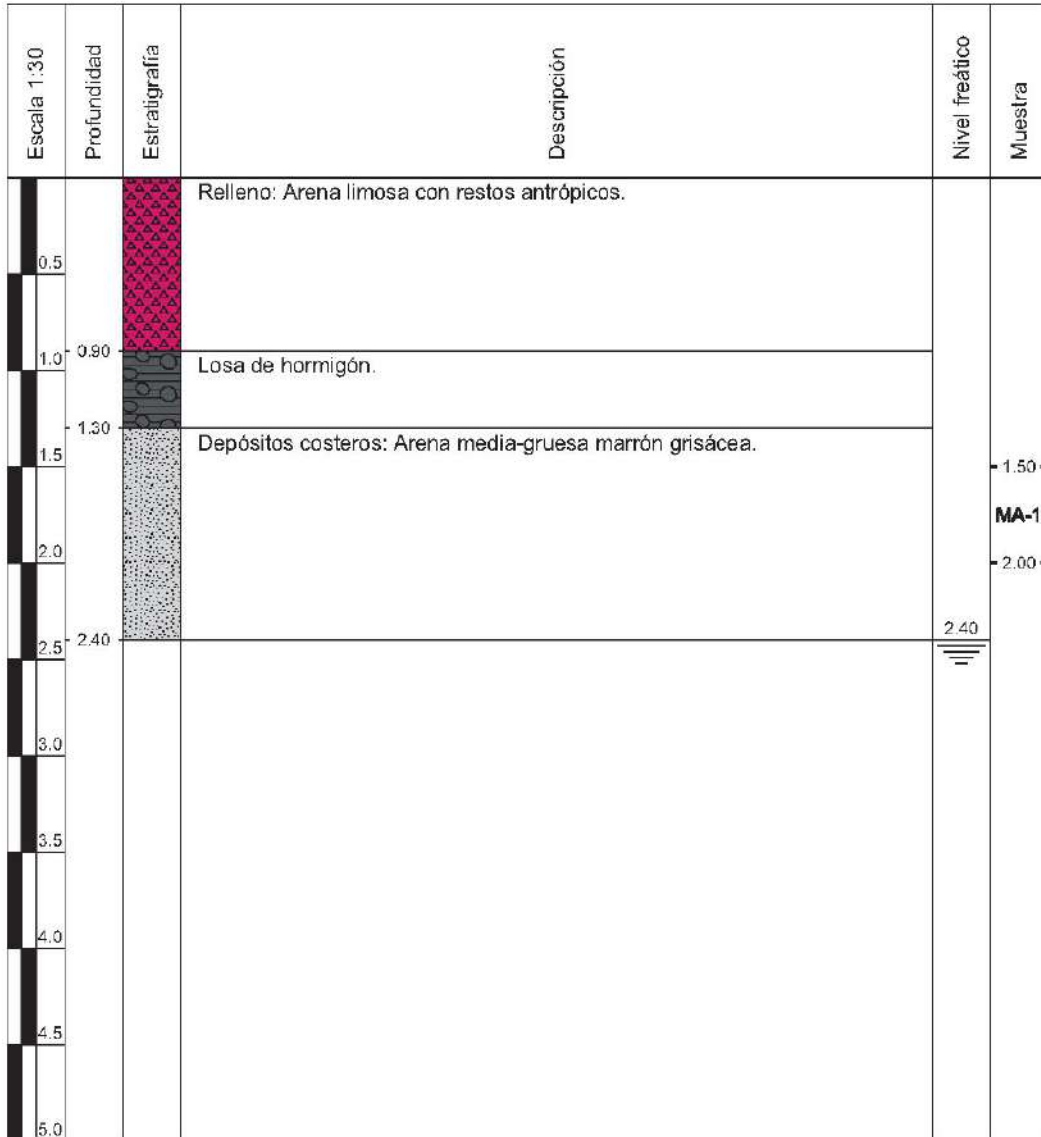 Escala 1:30
Profundidad
Estratigrafía
Descripción
Nivel freático
Muestra
Relleno: Arena limosa con restos antrópicos.
0.5
0.90
1.0
Losa de hormigón.
1.30
Depósitos costeros: Arena media-gruesa marrón grisácea.
1.5
1.50
MA-1
2.0
2.00
2.40
2.40
2.5
3.0
3.5
4.0
4.5
5.0